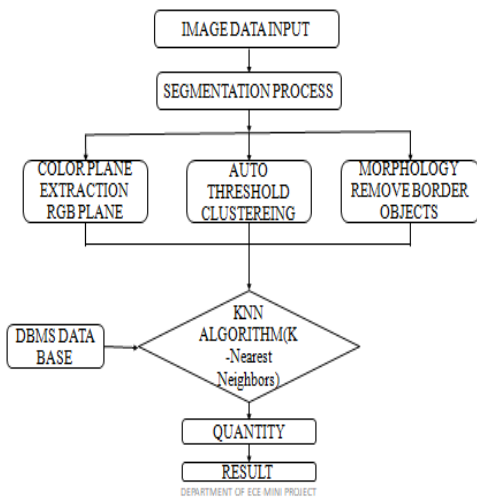 IMAGE DATA INPUT
SEGMENTATION PROCESS
COLOR PLANE
EXTRACTION
RGB PLANE
AUTO
THRESHOLD
CLUSTEREING
MORPHOLOGY
REMOVE BORDER
OBJECTS
DBMS DATA
BASE
KNN
ALGORITHM(K
-Nearest
Neighbors)
QUANTITY
RESULT
DEPARTMENT OF ECE MINI PROJECT